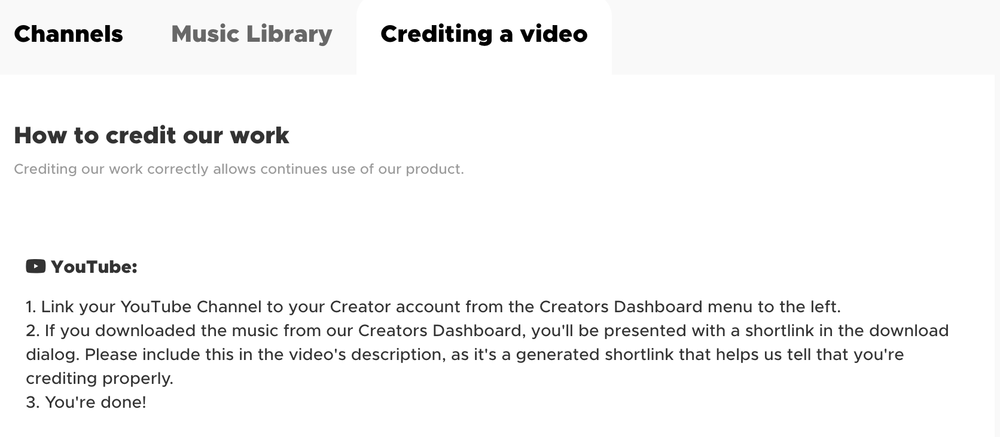 Channels Music Library Crediting a video
How to credit our work
Crediting our work correctly allows continues use of our product.
YouTube:
1. Link your YouTube Channel to your Creator account from the Creators Dashboard menu to the left.
2. If you downloaded the music from our Creators Dashboard, you'll be presented with a shortlink in the download
dialog. Please include this in the video's description, as it's a generated shortlink that helps us tell that you're
crediting properly.
3. You're done!